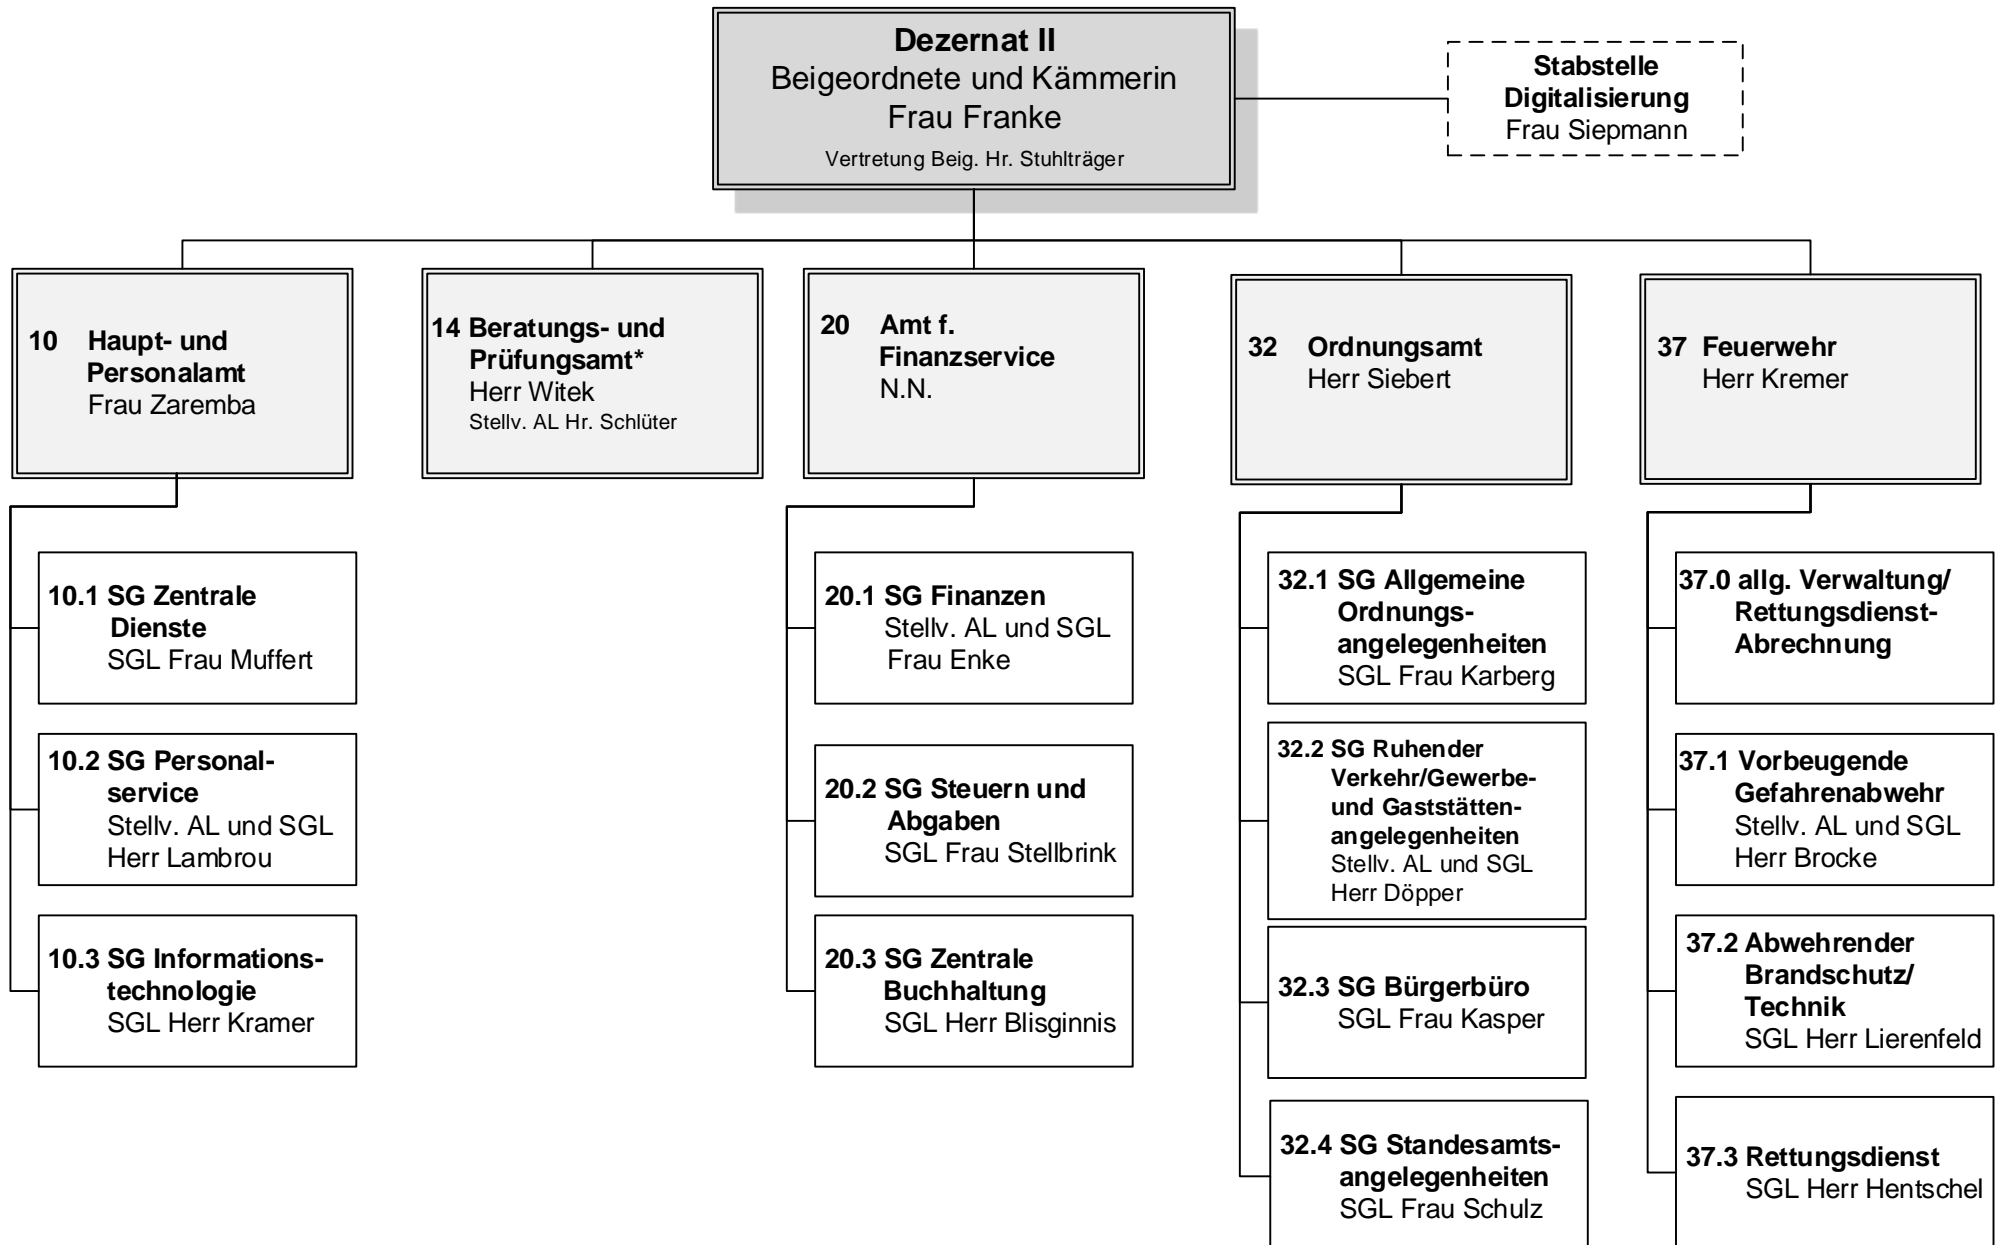 Dezernat II
Beigeordnete und Kämmerin
Frau Franke
Vertretung Beig. Hr. Stuhlträger
Stabstelle
Digitalisierung
Frau Siepmann
10 Haupt- und
Personalamt
Frau Zaremba
14 Beratungs- und
Prüfungsamt*
Herr Witek
Stellv. AL Hr. Schlüter
20 Amt f.
Finanzservice
N.N.
32 Ordnungsamt
Herr Siebert
37 Feuerwehr
Herr Kremer
10.1 SG Zentrale
Dienste
SGL Frau Muffert
10.2 SG Personal-
service
Stellv. AL und SGL
Herr Lambrou
10.3 SG Informations-
technologie
SGL Herr Kramer
20.1 SG Finanzen
Stellv. AL und SGL
Frau Enke
20.2 SG Steuern und
Abgaben
SGL Frau Stellbrink
20.3 SG Zentrale
Buchhaltung
SGL Herr Blisginnis
32.1 SG Allgemeine
Ordnungs-
angelegenheiten
SGL Frau Karberg
32.2 SG Ruhender
Verkehr/Gewerbe-
und Gaststätten-
angelegenheiten
Stellv. AL und SGL
Herr Döpper
32.3 SG Bürgerbüro
SGL Frau Kasper
32.4 SG Standesamts-
angelegenheiten
SGL Frau Schulz
37.0 allg. Verwaltung/
Rettungsdienst-
Abrechnung
37.1 Vorbeugende
Gefahrenabwehr
Stellv. AL und SGL
Herr Brocke
37.2 Abwehrender
Brandschutz/
Technik
SGL Herr Lierenfeld
37.3 Rettungsdienst
SGL Herr Hentschel